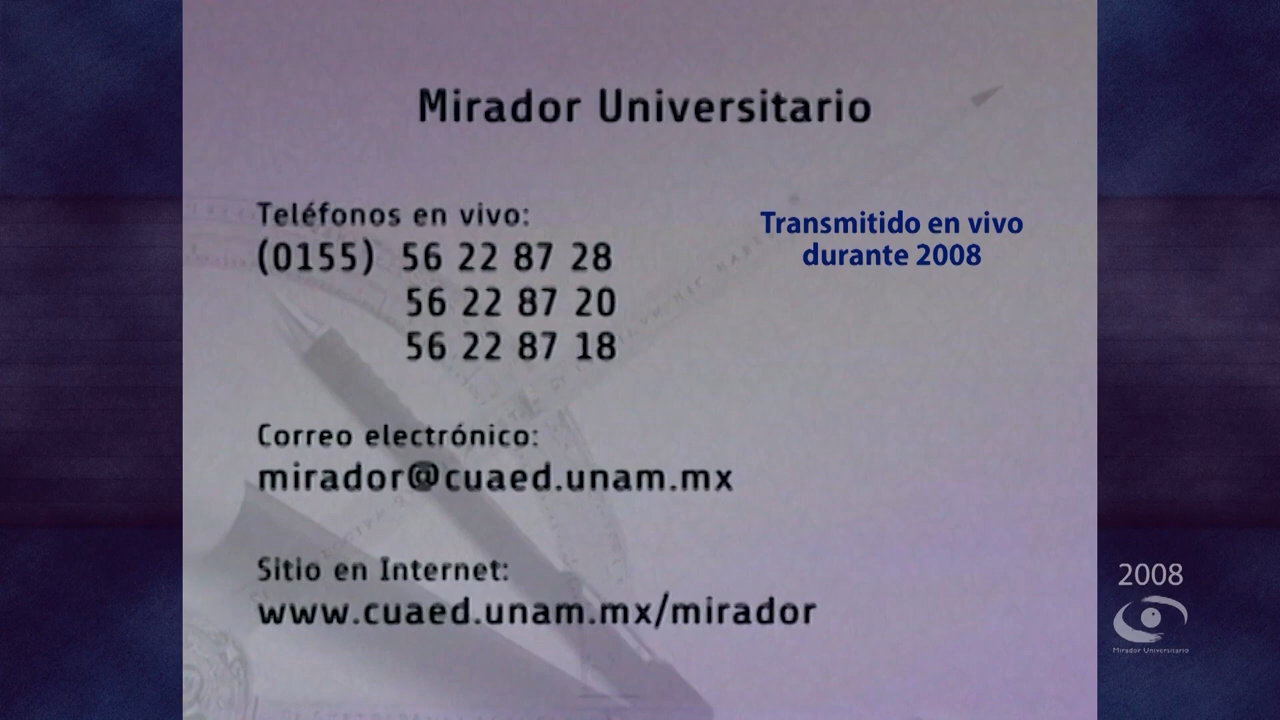 Mirador Universitario
Teléfonos en vivo:
(0155) 56 22 87 28
56 22 87 20
56 22 87 18
Transmitido en vivo
durante 2008
Correo electrónico:
mirador@cuaed.unam.mx
Sitio en Internet:
www.cuaed.unam.mx/mirador
2008
Mirador Universitario